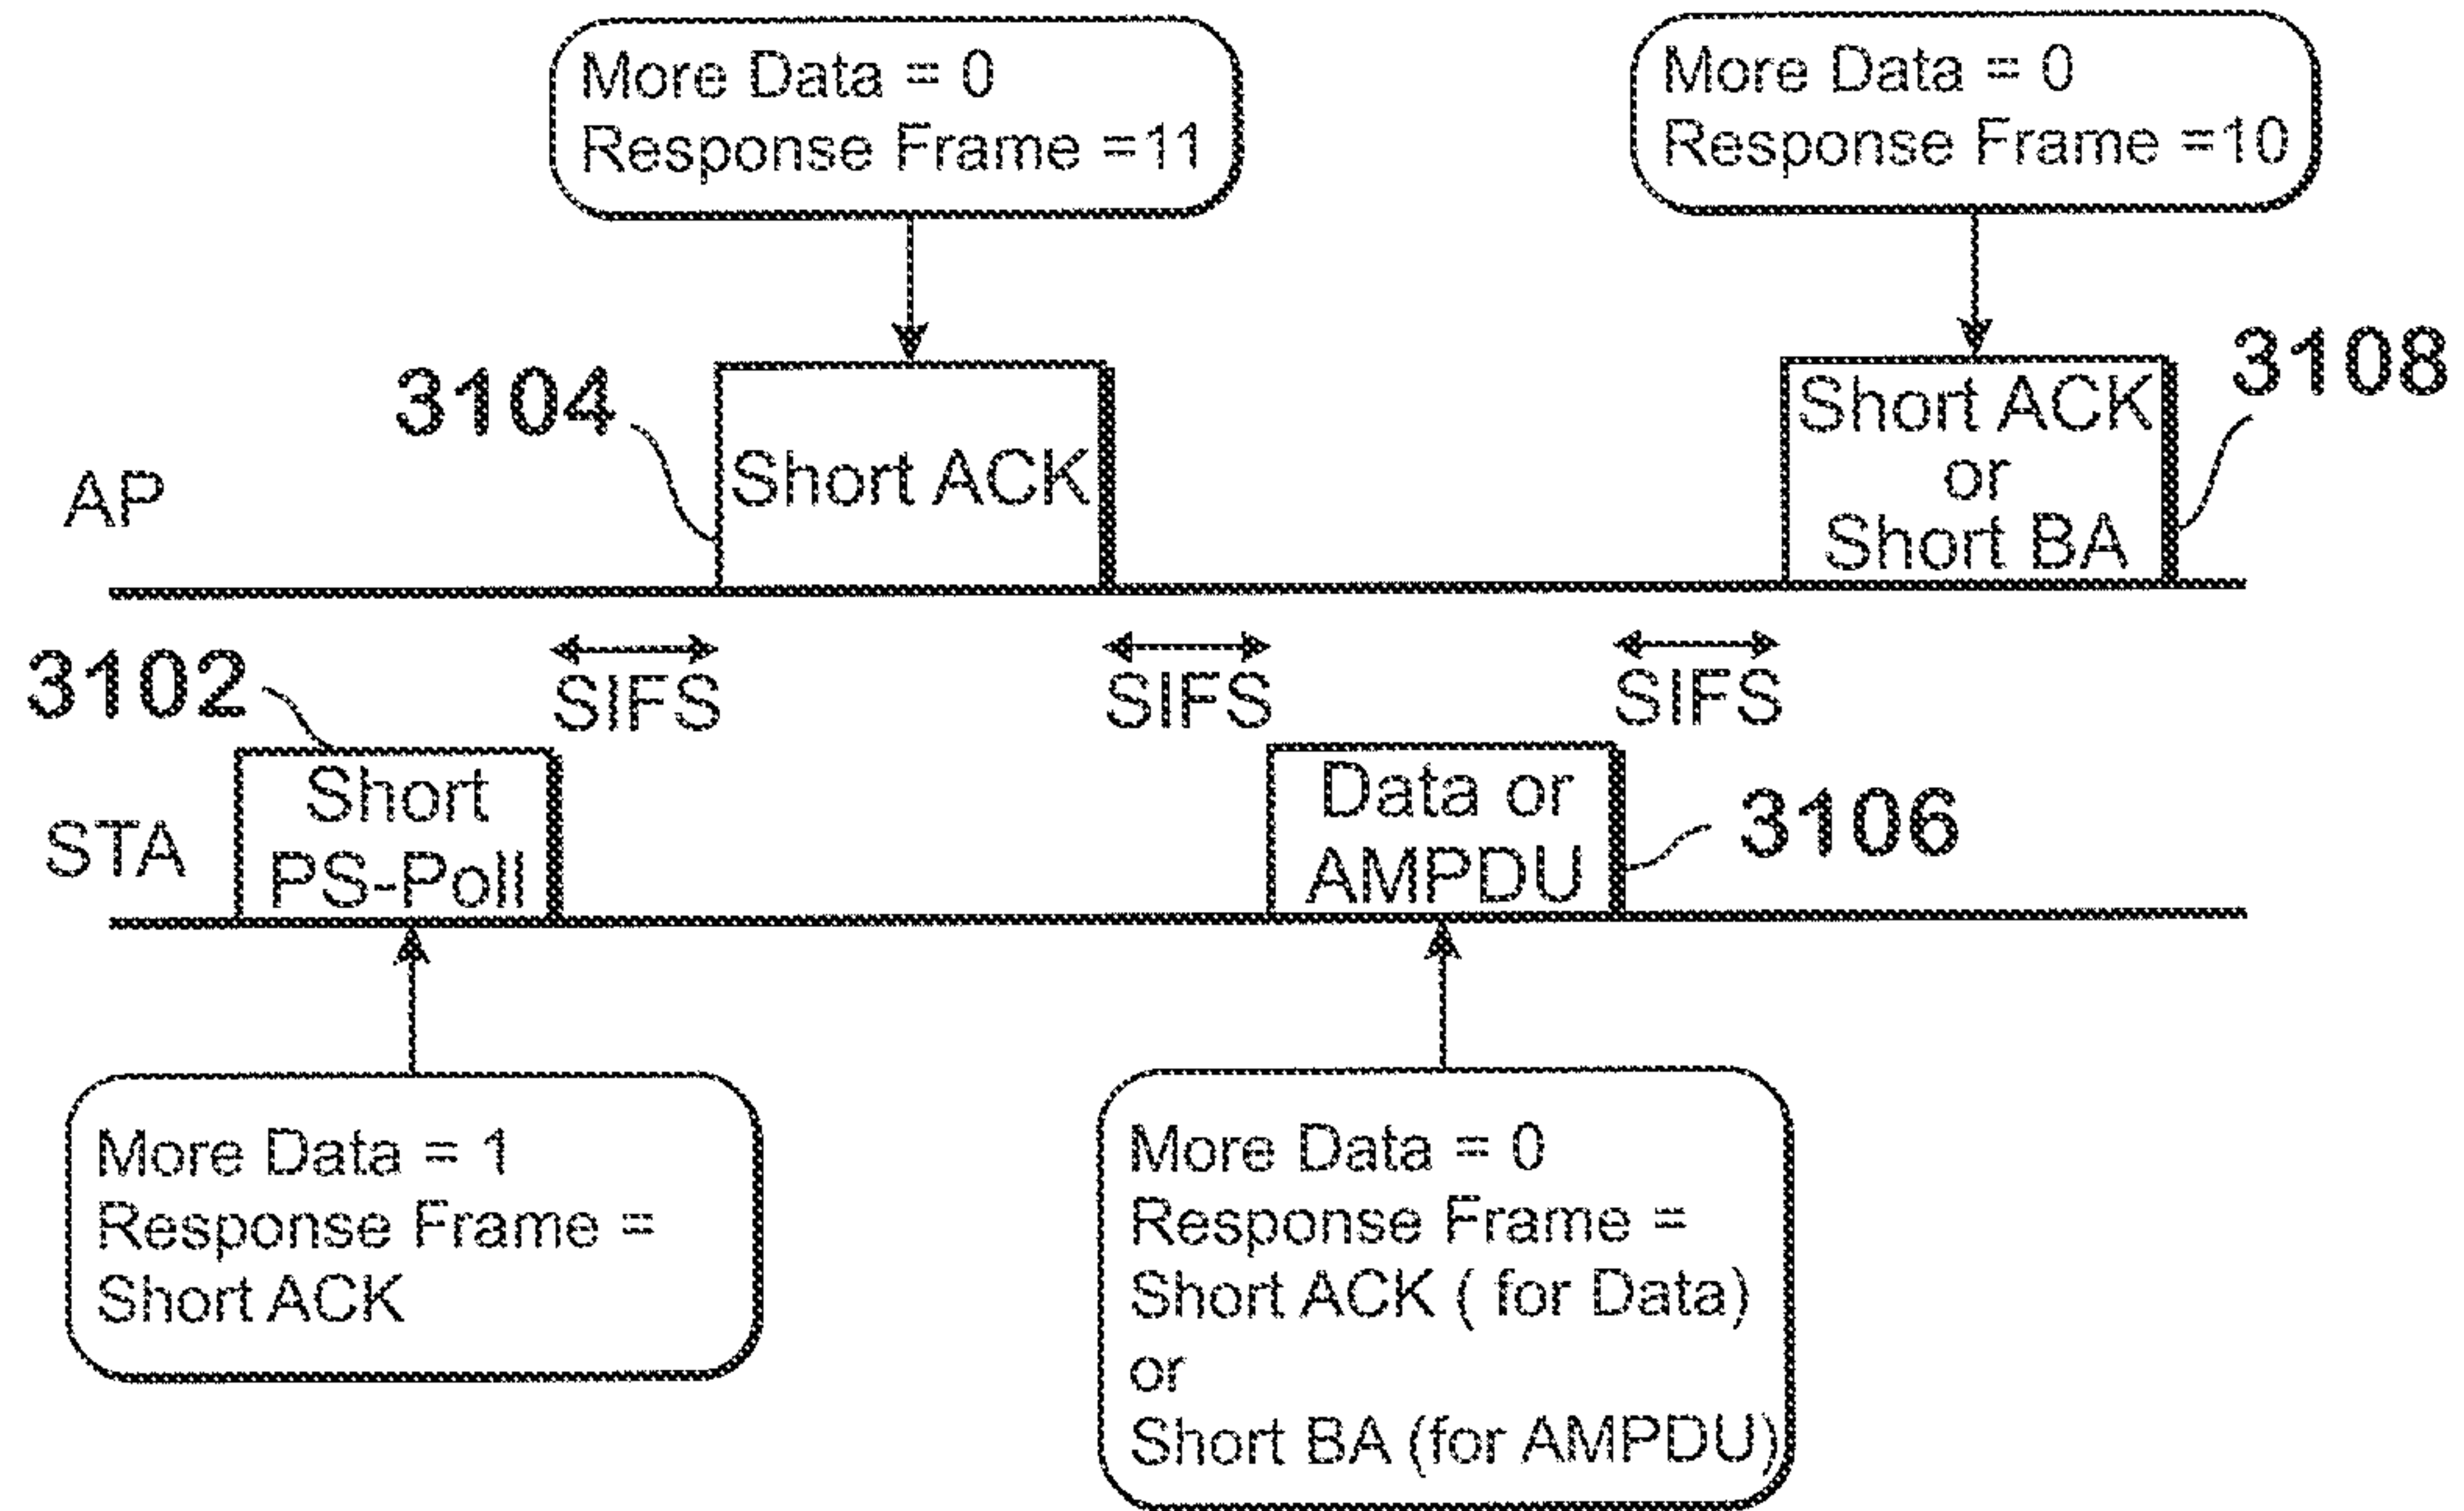 More Data = 0
Response Frame =11
More Data = 0
Response Frame =10
3104
3108
AP
Short ACK
Short ACK
or
Short BA
3102
SIFS
SIFS
SIFS
STA
Short
PS-Poll
Data or
AMPDU
3106
More Data = 1
Response Frame =
Short ACK
More Data = 0
Response Frame =
Short ACK ( for Data)
or
Short BA (for AMPDU)